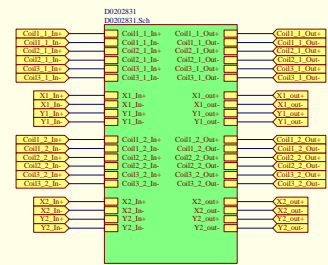 D0202831
D0202831.Sch
Coil1_1_In+ Coil1_1_In+ Coil1_1_Out+ Coil1_1_Out+
Coil1_1_In- Coil1_1_In- Coil1_1_Out- Coil1_1_Out-
Coil2_1_In+ Coil2_1_In+ Coil2_1_Out+ Coil2_1_Out+
Coil2_1_In- Coil2_1_In- Coil2_1_Out- Coil2_1_Out-
Coil3_1_In+ Coil3_1_In+ Coil3_1_Out+ Coil3_1_Out+
Coil3_1_In- Coil3_1_In- Coil3_1_Out- Coil3_1_Out-
X1_In+ X1_In+ X1_out+ X1_out+
X1_In- X1_In- X1_out- X1_out-
Y1_In+ Y1_In+ Y1_out+ Y1_out+
Y1_In- Y1_In- Y1_out- Y1_out-
Coil1_2_In+ Coil1_2_In+ Coil1_2_Out+ Coil1_2_Out+
Coil1_2_In- Coil1_2_In- Coil1_2_Out- Coil1_2_Out-
Coil2_2_In+ Coil2_2_In+ Coil2_2_Out+ Coil2_2_Out+
Coil2_2_In- Coil2_2_In- Coil2_2_Out- Coil2_2_Out-
Coil3_2_In+ Coil3_2_In+ Coil3_2_Out+ Coil3_2_Out+
Coil3_2_In- Coil3_2_In- Coil3_2_Out- Coil3_2_Out-
X2_In+ X2_In+ X2_out+ X2_out+
X2_In- X2_In- X2_out- X2_out-
Y2_In+ Y2_In+ Y2_out+ Y2_out+
Y2_In- Y2_In- Y2_out- Y2_out-